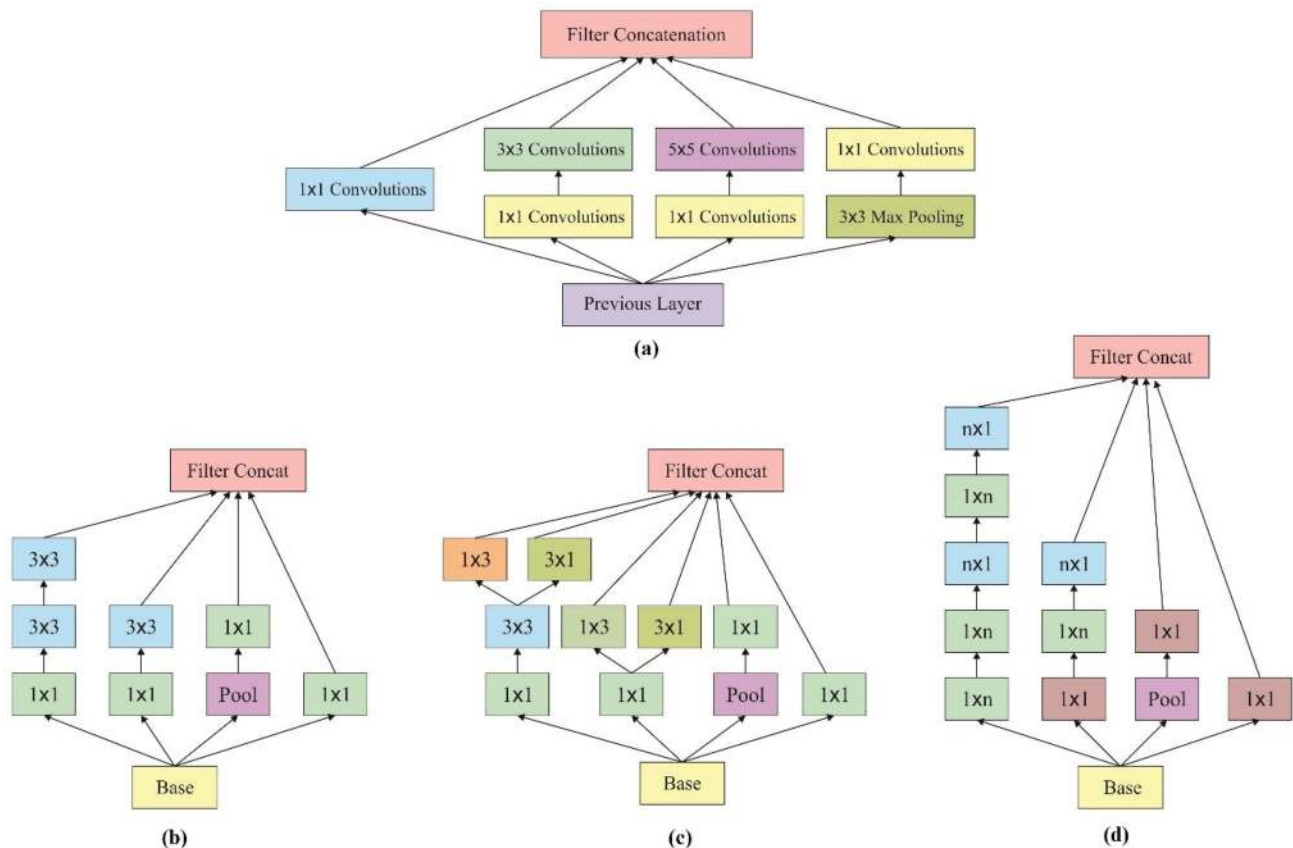 Filter Concatenation
3x3 Convolutions
5x5 Convolutions
1x1 Convolutions
1x1 Convolutions
1x1 Convolutions
1x1 Convolutions
3x3 Max Pooling
Previous Layer
(a)
Filter Concat
3x3
3x3
3x3
1x1
1x1
1x1
Pool
1x1
Base
(b)
Filter Concat
1x3
3x1
3x3
1x3
3x1
1x1
1x1
1x1
Pool
1x1
Base
(c)
Filter Concat
nx1
1xn
nx1
nx1
1xn
1xn
1x1
1xn
1x1
Pool
1x1
Base
(d)